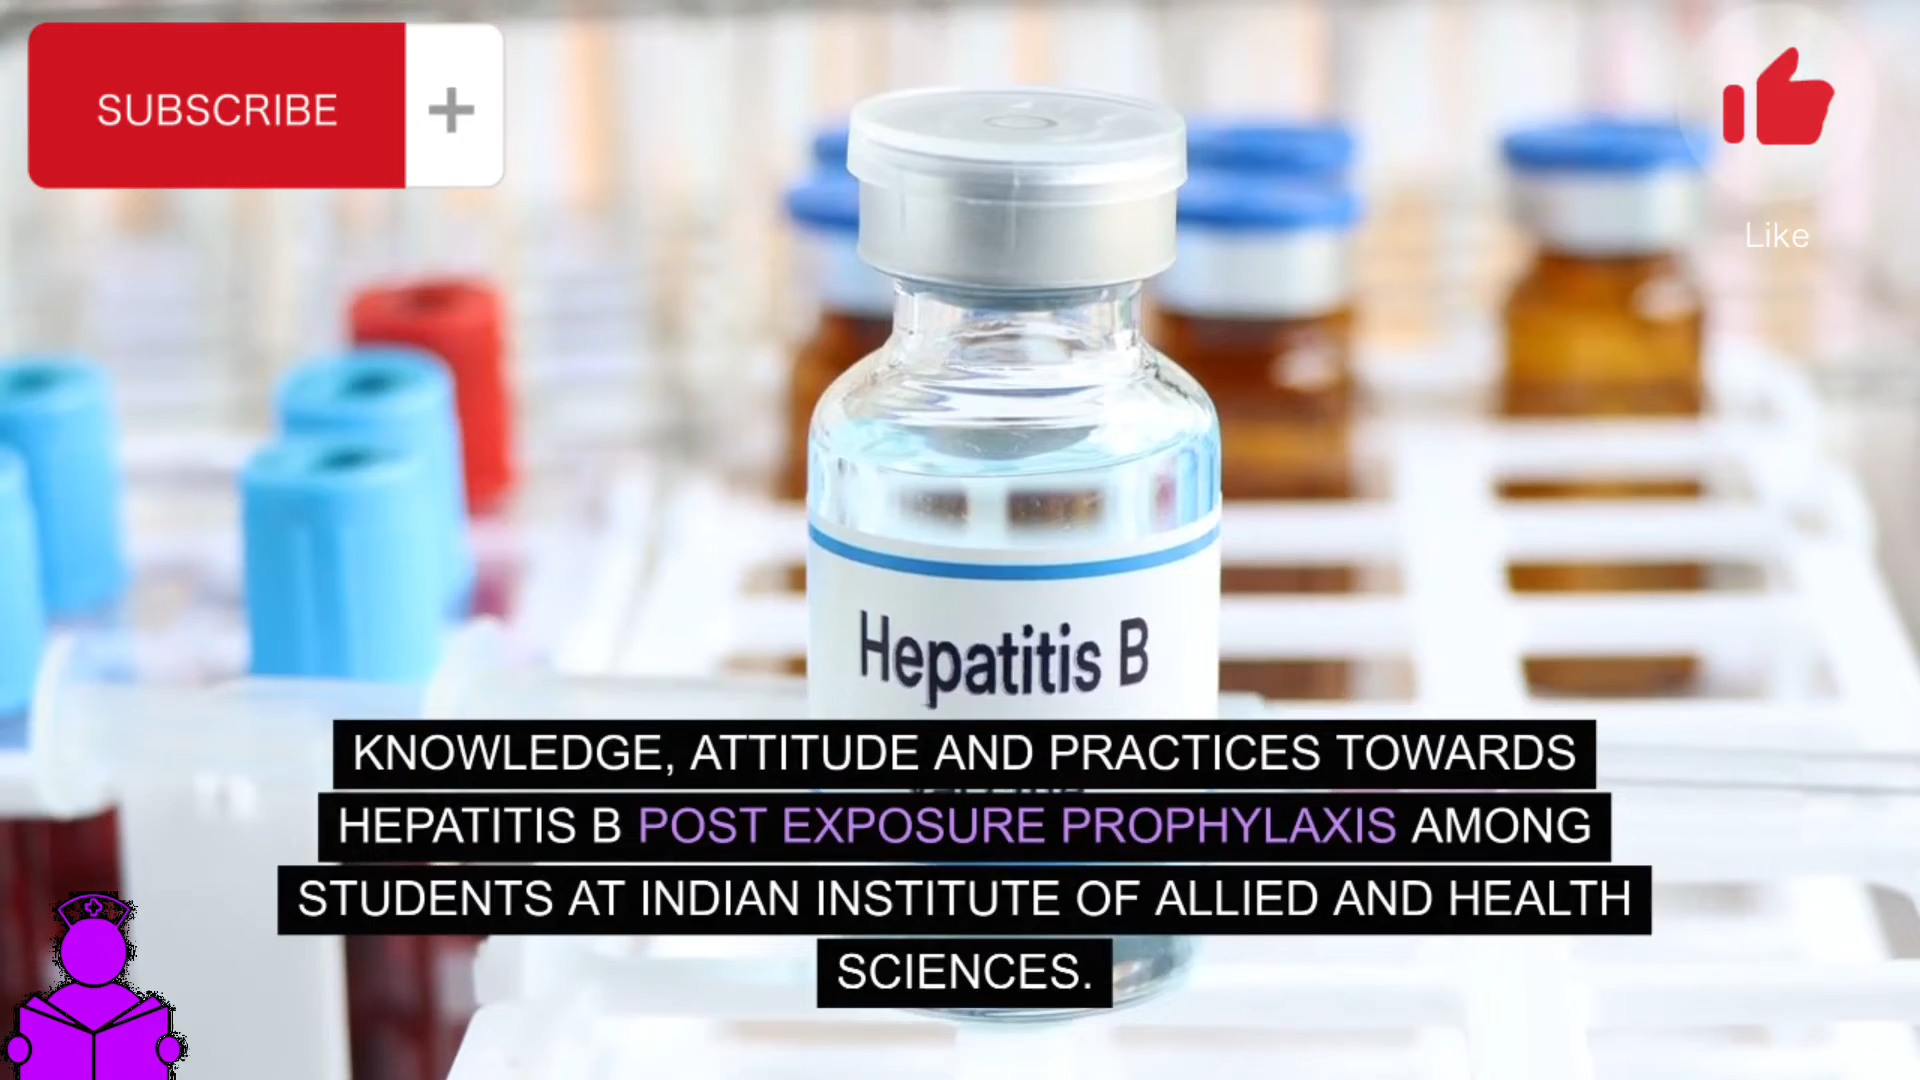 SUBSCRIBE
Like
Hepatitis B
KNOWLEDGE, ATTITUDE AND PRACTICES TOWARDS
HEPATITIS B POST EXPOSURE PROPHYLAXIS AMONG
STUDENTS AT INDIAN INSTITUTE OF ALLIED AND HEALTH
SCIENCES.